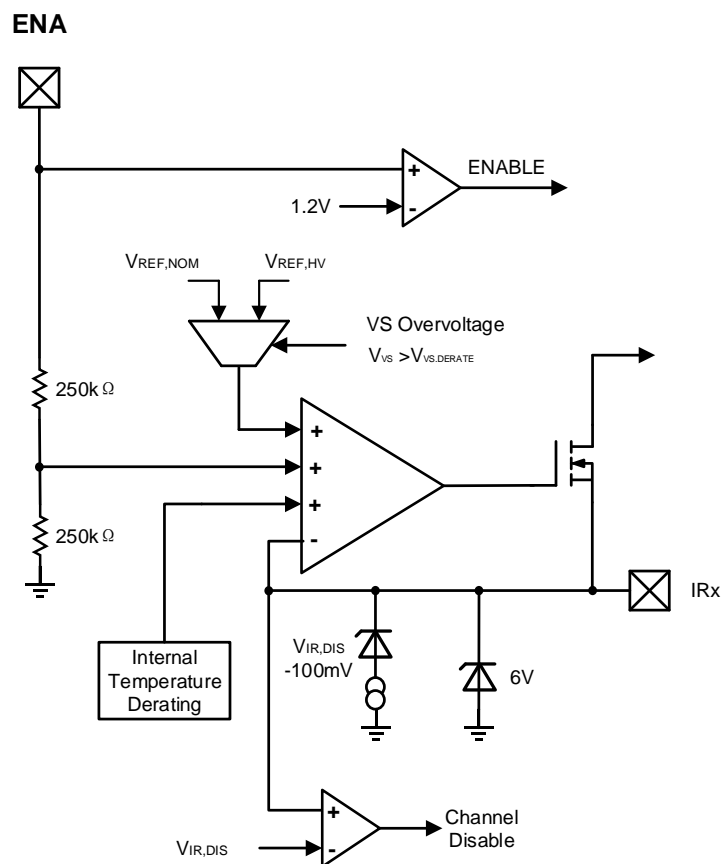 ENA
+
ENABLE
1.2V
-
VREF,NOM
VREF,HV
VS Overvoltage
VVS >VVS.DERATE
250kΩ
+
+
+
-
250kΩ
IRx
VIR,DIS
-100mV
6V
Internal
Temperature
Derating
+
Channel
Disable
VIR,DIS
-